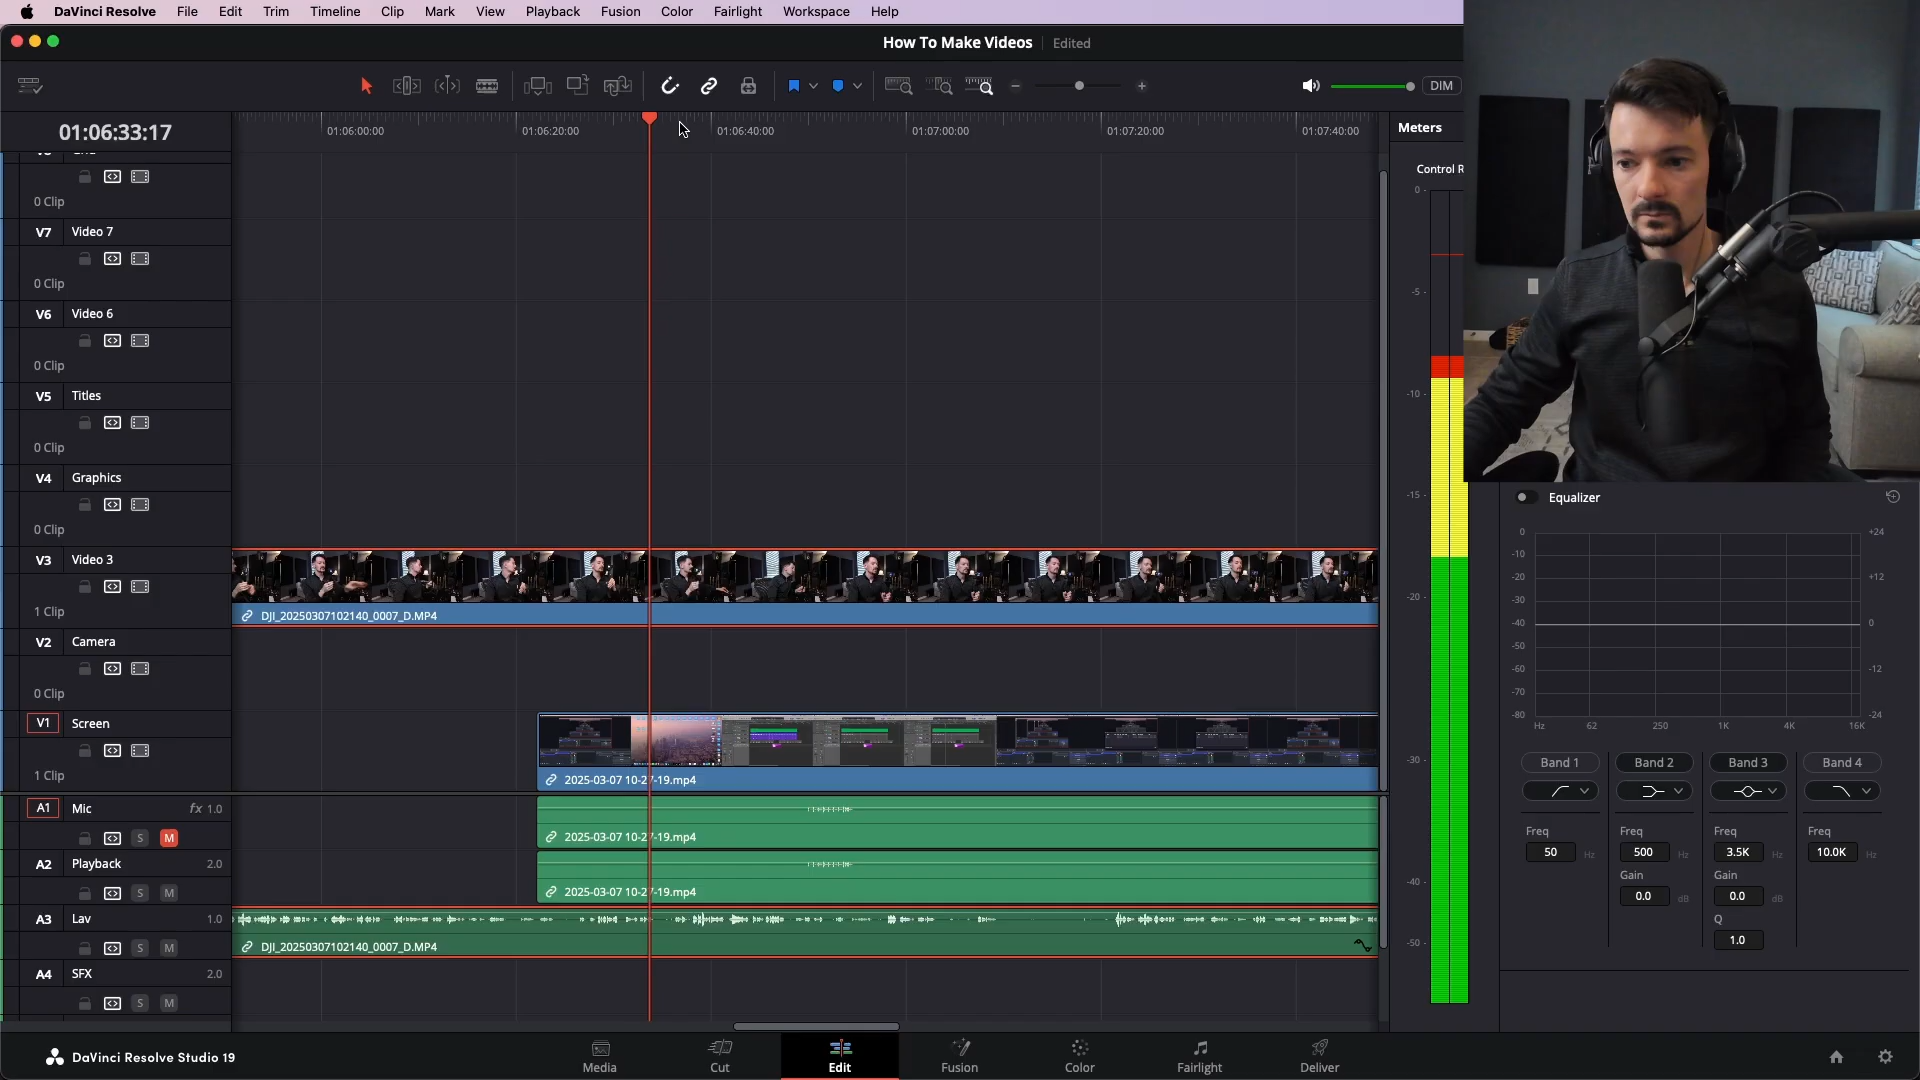 DaVinci Resolve File Edit Trim Timeline Clip Mark View Playback Fusion Color Fairlight Workspace Help
How To Make Videos Edited
DIM
01:06:33:17
01:06:00:00 01:06:20:00 01:06:40:00 01:07:00:00 01:07:20:00 01:07:40:00
Meters
Control R
0 Clip
V7 Video 7
0 Clip
V6 Video 6
0 Clip
V5 Titles
0 Clip
V4 Graphics
0 Clip
V3 Video 3
1 Clip
DJI_20250307102140_0007_D.MP4
V2 Camera
0 Clip
V1 Screen
1 Clip
2025-03-07 10-27-19.mp4
A1 Mic fx 1.0
S M
2025-03-07 10-27-19.mp4
A2 Playback 2.0
S M
2025-03-07 10-27-19.mp4
A3 Lav 1.0
S M
DJI_20250307102140_0007_D.MP4
A4 SFX 2.0
S M
0
-5
-10
-15
-20
-30
-40
-50
Equalizer
0 +24
-10
-20 +12
-30
-40 0
-50
-60 -12
-70
-80 -24
Hz 62 250 1K 4K 16K
Band 1 Band 2 Band 3 Band 4
Freq Freq Freq Freq
50 Hz 500 Hz 3.5K Hz 10.0K Hz
Gain Gain
0.0 dB 0.0 dB
Q
1.0
DaVinci Resolve Studio 19
Media Cut Edit Fusion Color Fairlight Deliver